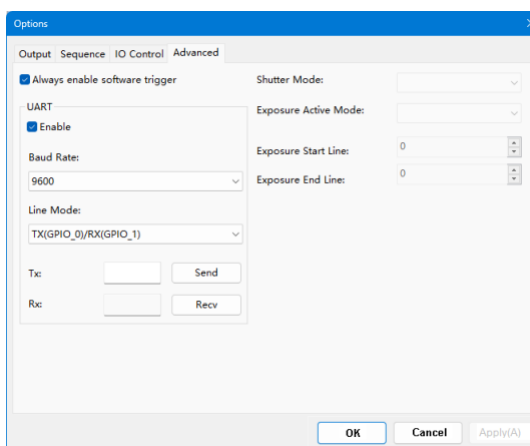 Options
Output Sequence IO Control Advanced
Always enable software trigger
UART
Enable
Baud Rate:
9600
Line Mode:
TX(GPIO_0)/RX(GPIO_1)
Tx:
Send
Rx:
Recv
Shutter Mode:
Exposure Active Mode:
Exposure Start Line:
0
Exposure End Line:
0
OK Cancel Apply(A)